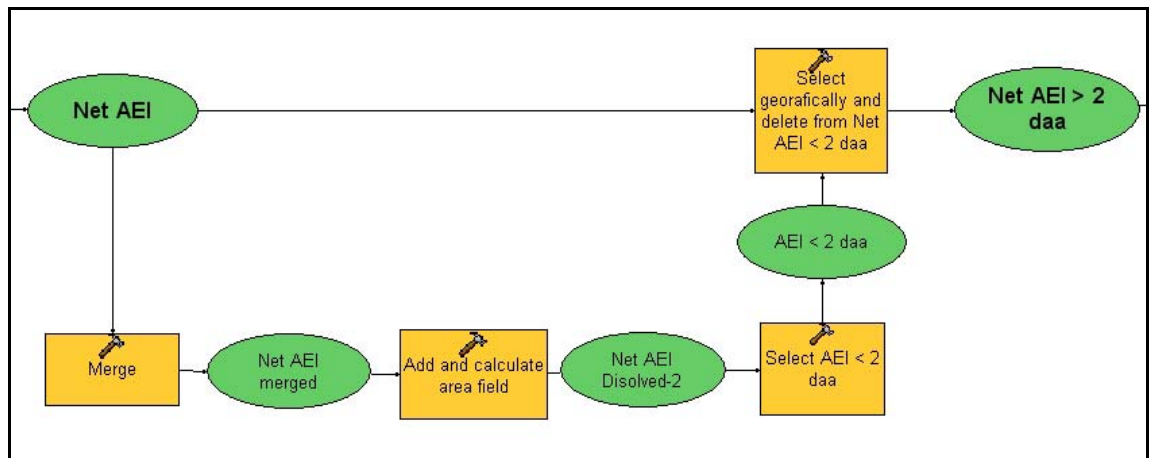 Net AEI
Select
georafically and
delete from Net
AEI < 2 daa
Net AEI > 2
daa
AEI < 2 daa
Merge
Net AEI
merged
Add and calculate
area field
Net AEI
Disolved-2
Select AEI < 2
daa